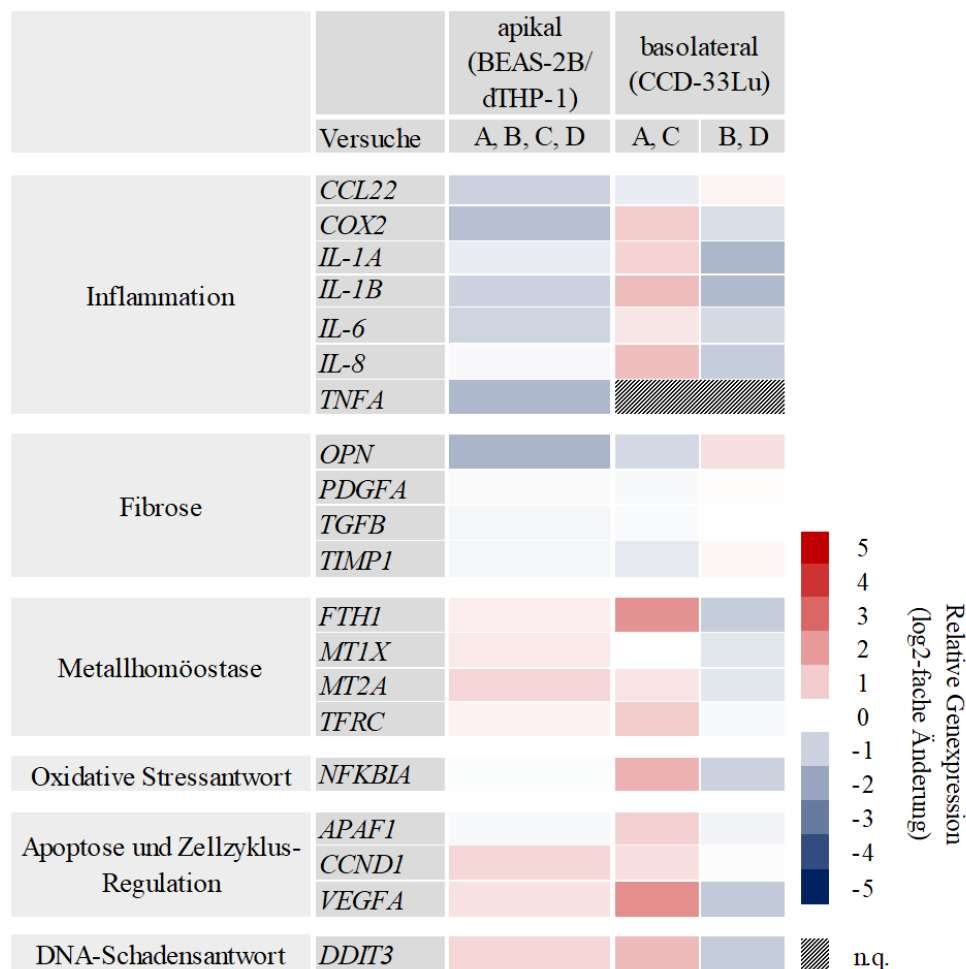 apikal
(BEAS-2B/
dTHP-1)
basolateral
(CCD-33Lu)
Versuche
A, B, C, D
A, C
B, D
Inflammation
CCL22
COX2
IL-1A
IL-1B
IL-6
IL-8
TNFA
Fibrose
OPN
PDGFA
TGFB
TIMP1
Metallhomöostase
FTH1
MT1X
MT2A
TFRC
Oxidative Stressantwort
NFKBIA
Apoptose und Zellzyklus-
Regulation
APAF1
CCND1
VEGFA
DNA-Schadensantwort
DDIT3
5
4
3
2
1
0
-1
-2
-3
-4
-5
n.q.
Relative Genexpression
(log2-fache Änderung)